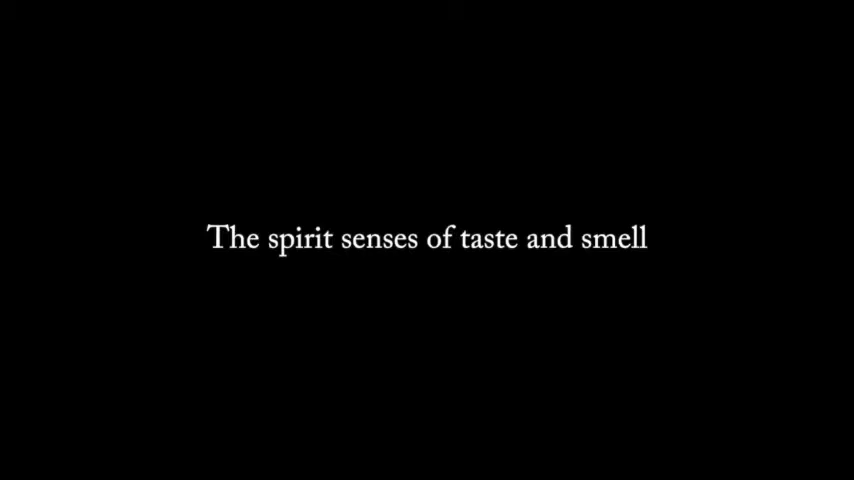 The spirit senses of taste and smell